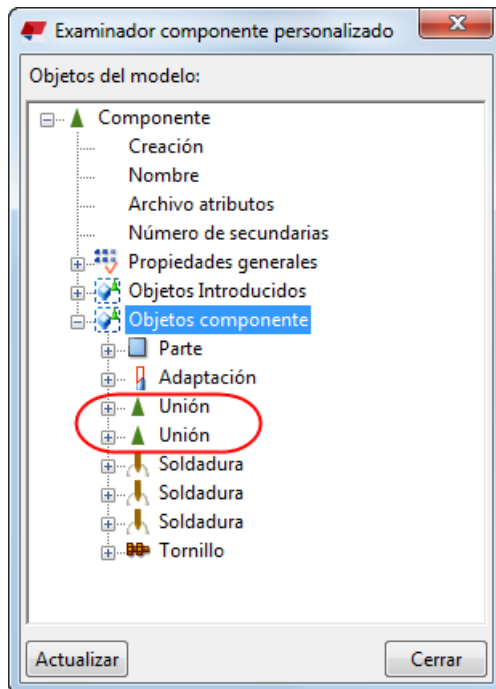 Examinador componente personalizado
Objetos del modelo:
Componente
Creación
Nombre
Archivo atributos
Número de secundarias
Propiedades generales
Objetos Introducidos
Objetos componente
Parte
Adaptación
Unión
Unión
Soldadura
Soldadura
Soldadura
Tornillo
Actualizar Cerrar